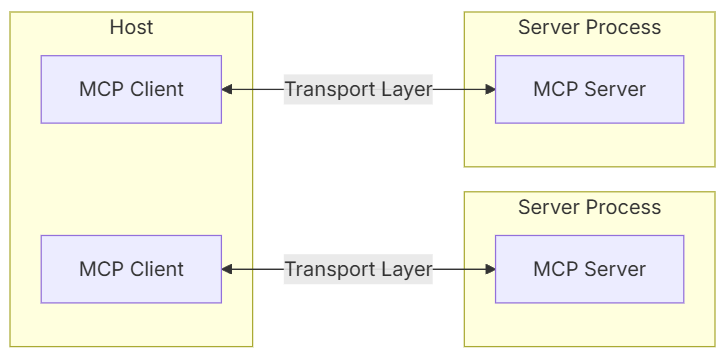 Host
MCP Client
Transport Layer
Server Process
MCP Server
MCP Client
Transport Layer
Server Process
MCP Server